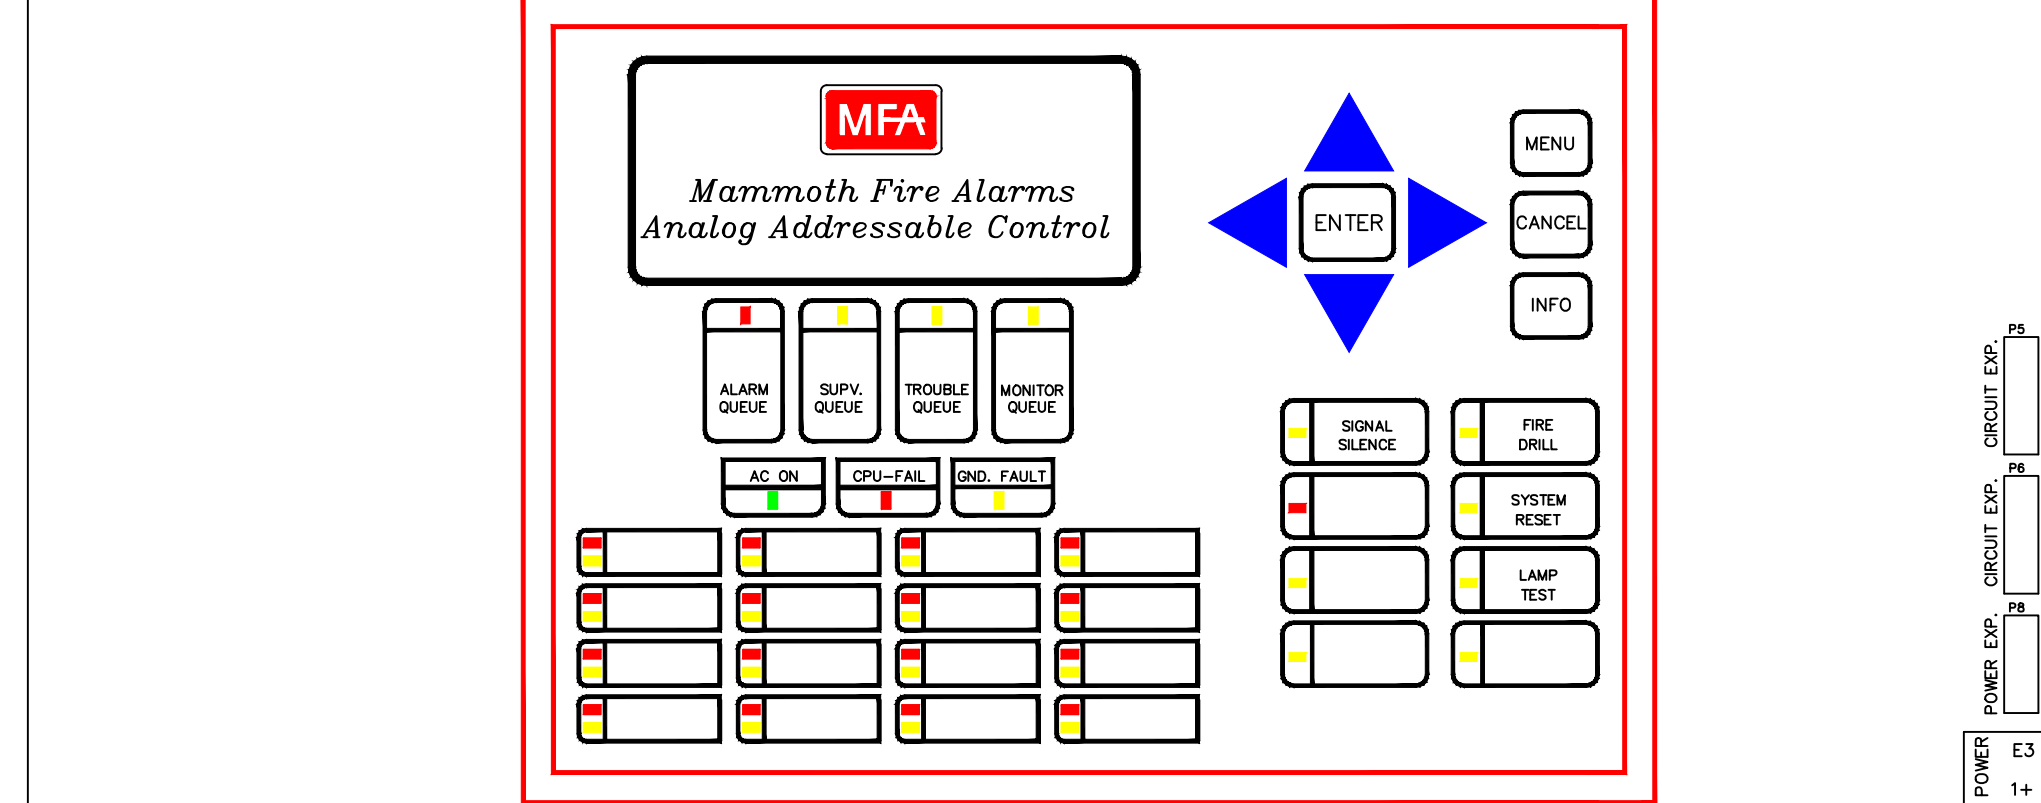 MFA
Mammoth Fire Alarms
Analog Addressable Control
ENTER
MENU
CANCEL
INFO
ALARM
QUEUE
SUPV.
QUEUE
TROUBLE
QUEUE
MONITOR
QUEUE
AC ON
CPU-FAIL
GND. FAULT
SIGNAL
SILENCE
FIRE
DRILL
SYSTEM
RESET
LAMP
TEST
P5
CIRCUIT EXP.
P6
CIRCUIT EXP.
P8
POWER EXP.
POWER
E3
1+